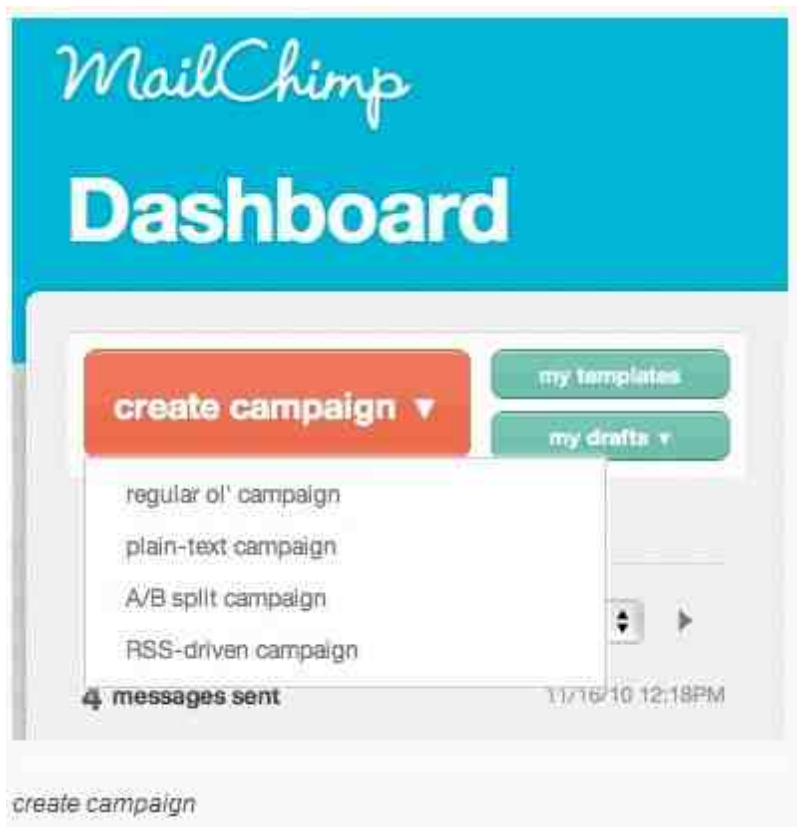 MailChimp
Dashboard
create campaign ▼
my templates
my drafts ▼
regular ol' campaign
plain-text campaign
A/B split campaign
RSS-driven campaign
4 messages sent
11/16/10 12:18PM
create campaign